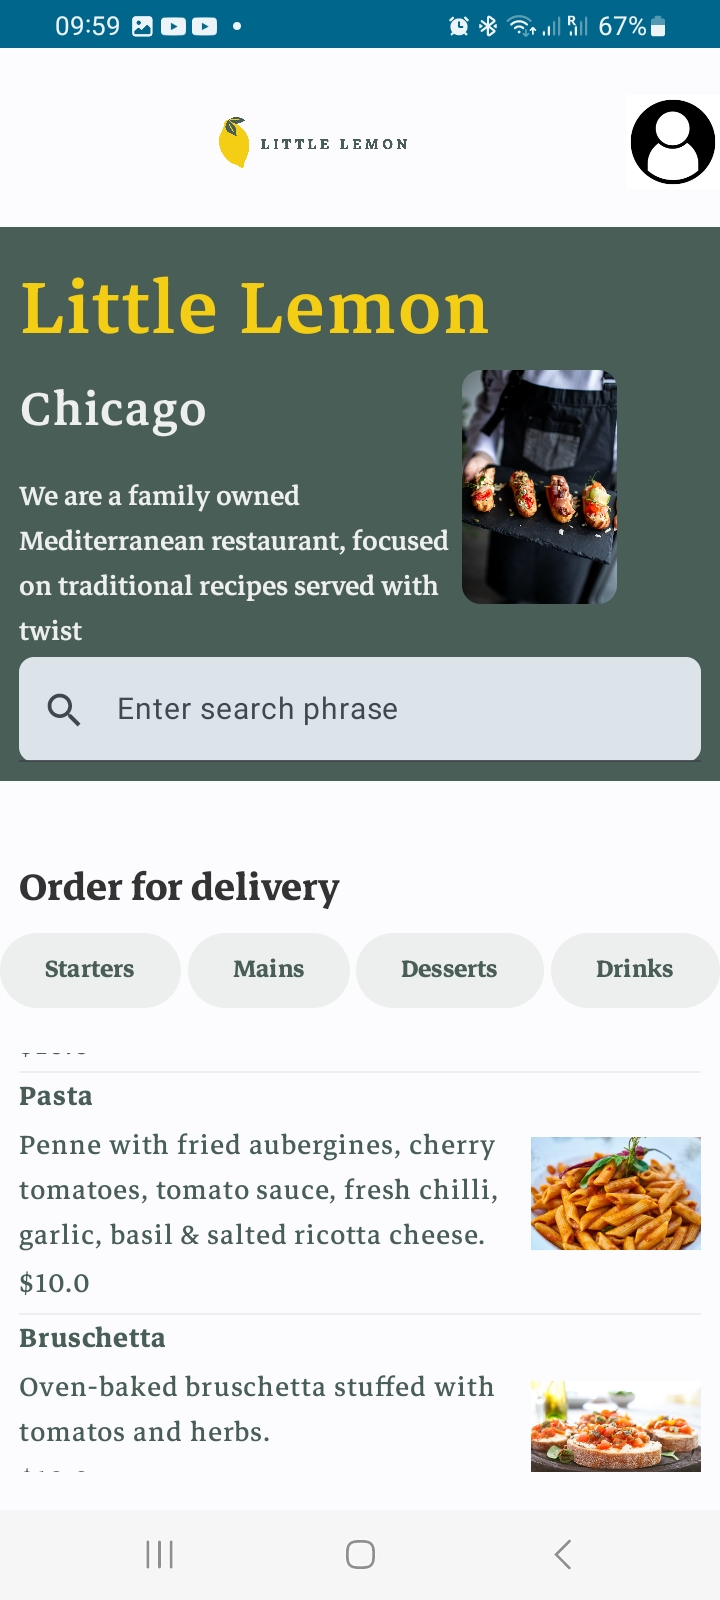 09:59
67%
LITTLE LEMON
Little Lemon
Chicago
We are a family owned
Mediterranean restaurant, focused
on traditional recipes served with
twist
Enter search phrase
Order for delivery
Starters Mains Desserts Drinks
Pasta
Penne with fried aubergines, cherry
tomatoes, tomato sauce, fresh chilli,
garlic, basil & salted ricotta cheese.
$10.0
Bruschetta
Oven-baked bruschetta stuffed with
tomatos and herbs.